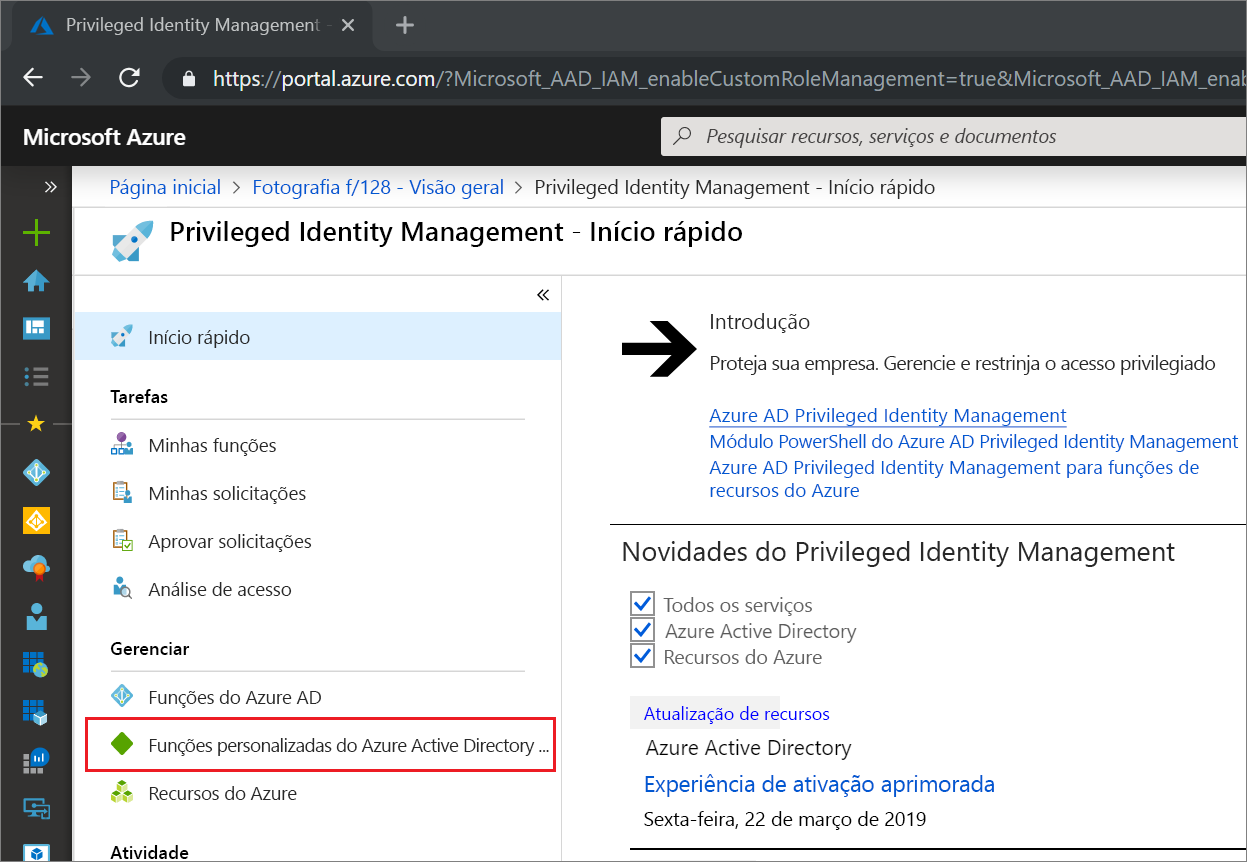 Privileged Identity Management -
https://portal.azure.com/?Microsoft_AAD_IAM_enableCustomRoleManagement=true&Microsoft_AAD_IAM_enab
Microsoft Azure
Pesquisar recursos, serviços e documentos
Página inicial > Fotografia f/128 - Visão geral > Privileged Identity Management - Início rápido
Privileged Identity Management - Início rápido
Início rápido
Tarefas
Minhas funções
Minhas solicitações
Aprovar solicitações
Análise de acesso
Gerenciar
Funções do Azure AD
Funções personalizadas do Azure Active Directory ...
Recursos do Azure
Atividade
Introdução
Proteja sua empresa. Gerencie e restrinja o acesso privilegiado
Azure AD Privileged Identity Management
Módulo PowerShell do Azure AD Privileged Identity Management
Azure AD Privileged Identity Management para funções de
recursos do Azure
Novidades do Privileged Identity Management
Todos os serviços
Azure Active Directory
Recursos do Azure
Atualização de recursos
Azure Active Directory
Experiência de ativação aprimorada
Sexta-feira, 22 de março de 2019